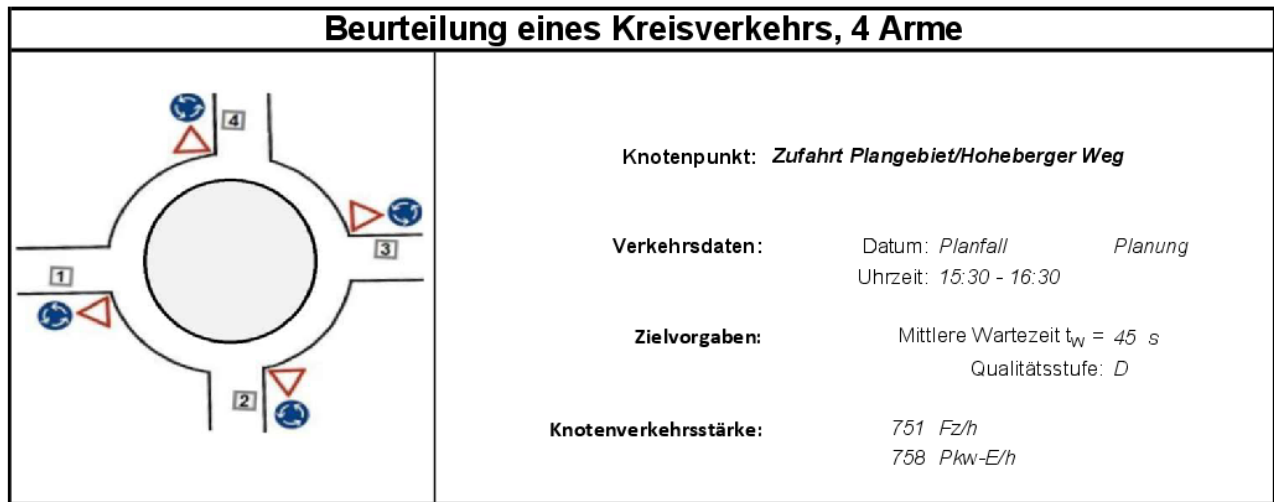 Beurteilung eines Kreisverkehrs, 4 Arme
4
3
1
2
Knotenpunkt: Zufahrt Plangebiet/Hoheberger Weg
Verkehrsdaten: Datum: Planfall Planung
Uhrzeit: 15:30 - 16:30
Zielvorgaben: Mittlere Wartezeit tw = 45 s
Qualitätsstufe: D
Knotenverkehrsstärke: 751 Fz/h
758 Pkw-E/h